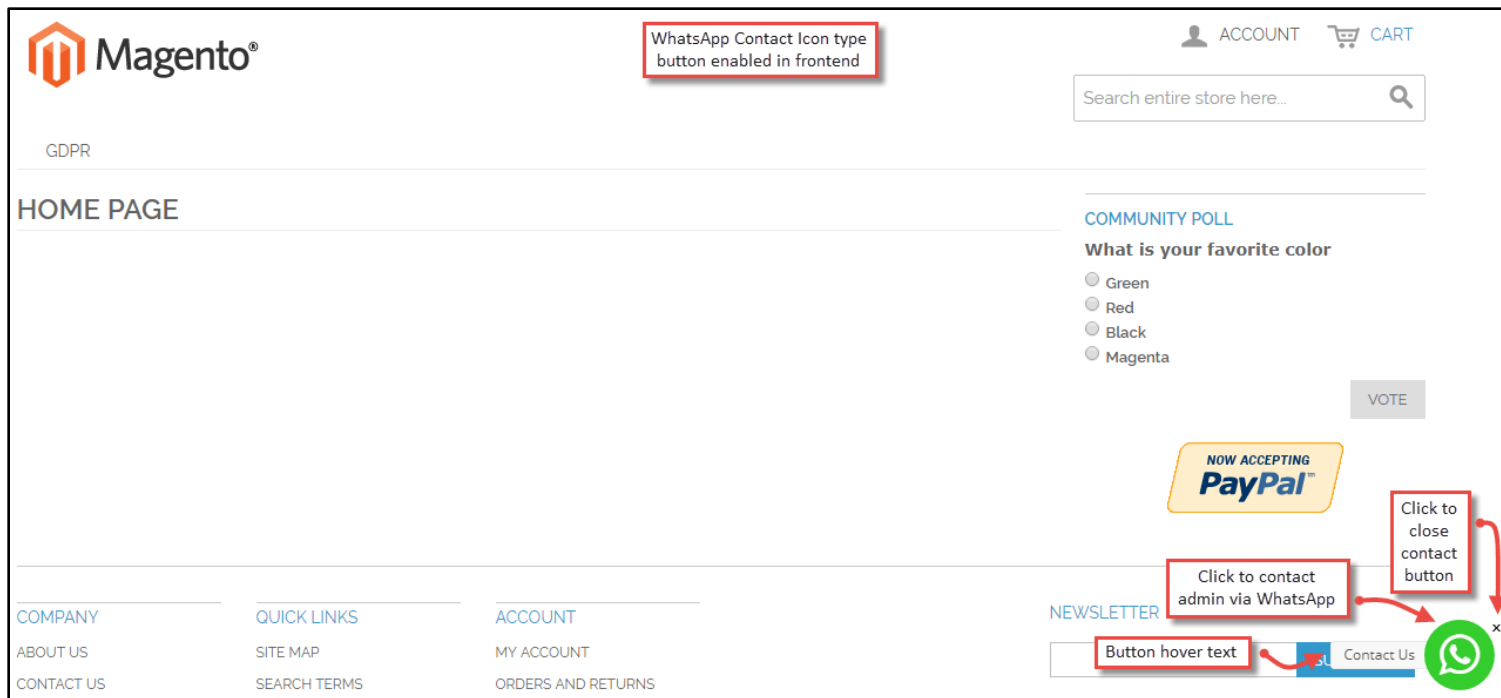 Magento®
WhatsApp Contact Icon type
button enabled in frontend
ACCOUNT
CART
Search entire store here...
GDPR
HOME PAGE
COMMUNITY POLL
What is your favorite color
Green
Red
Black
Magenta
VOTE
NOW ACCEPTING
PayPal™
Click to
close
contact
button
Click to contact
admin via WhatsApp
COMPANY
QUICK LINKS
ACCOUNT
NEWSLETTER
×
ABOUT US
SITE MAP
MY ACCOUNT
Button hover text
Contact Us
CONTACT US
SEARCH TERMS
ORDERS AND RETURNS